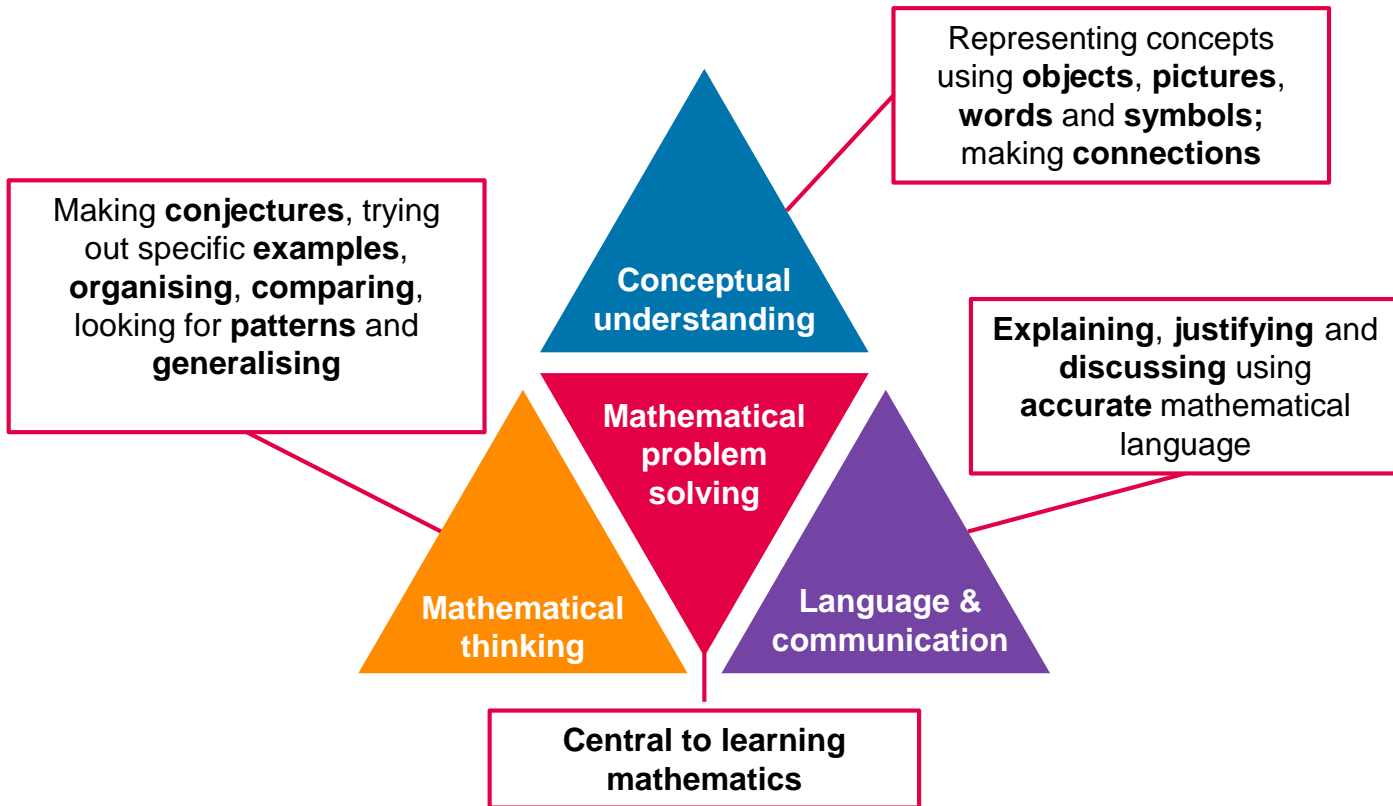 Representing concepts
using objects, pictures,
words and symbols;
making connections
Making conjectures, trying
out specific examples,
organising, comparing,
looking for patterns and
generalising
Conceptual
understanding
Explaining, justifying and
discussing using
accurate mathematical
language
Mathematical
problem
solving
Mathematical
thinking
Language &
communication
Central to learning
mathematics